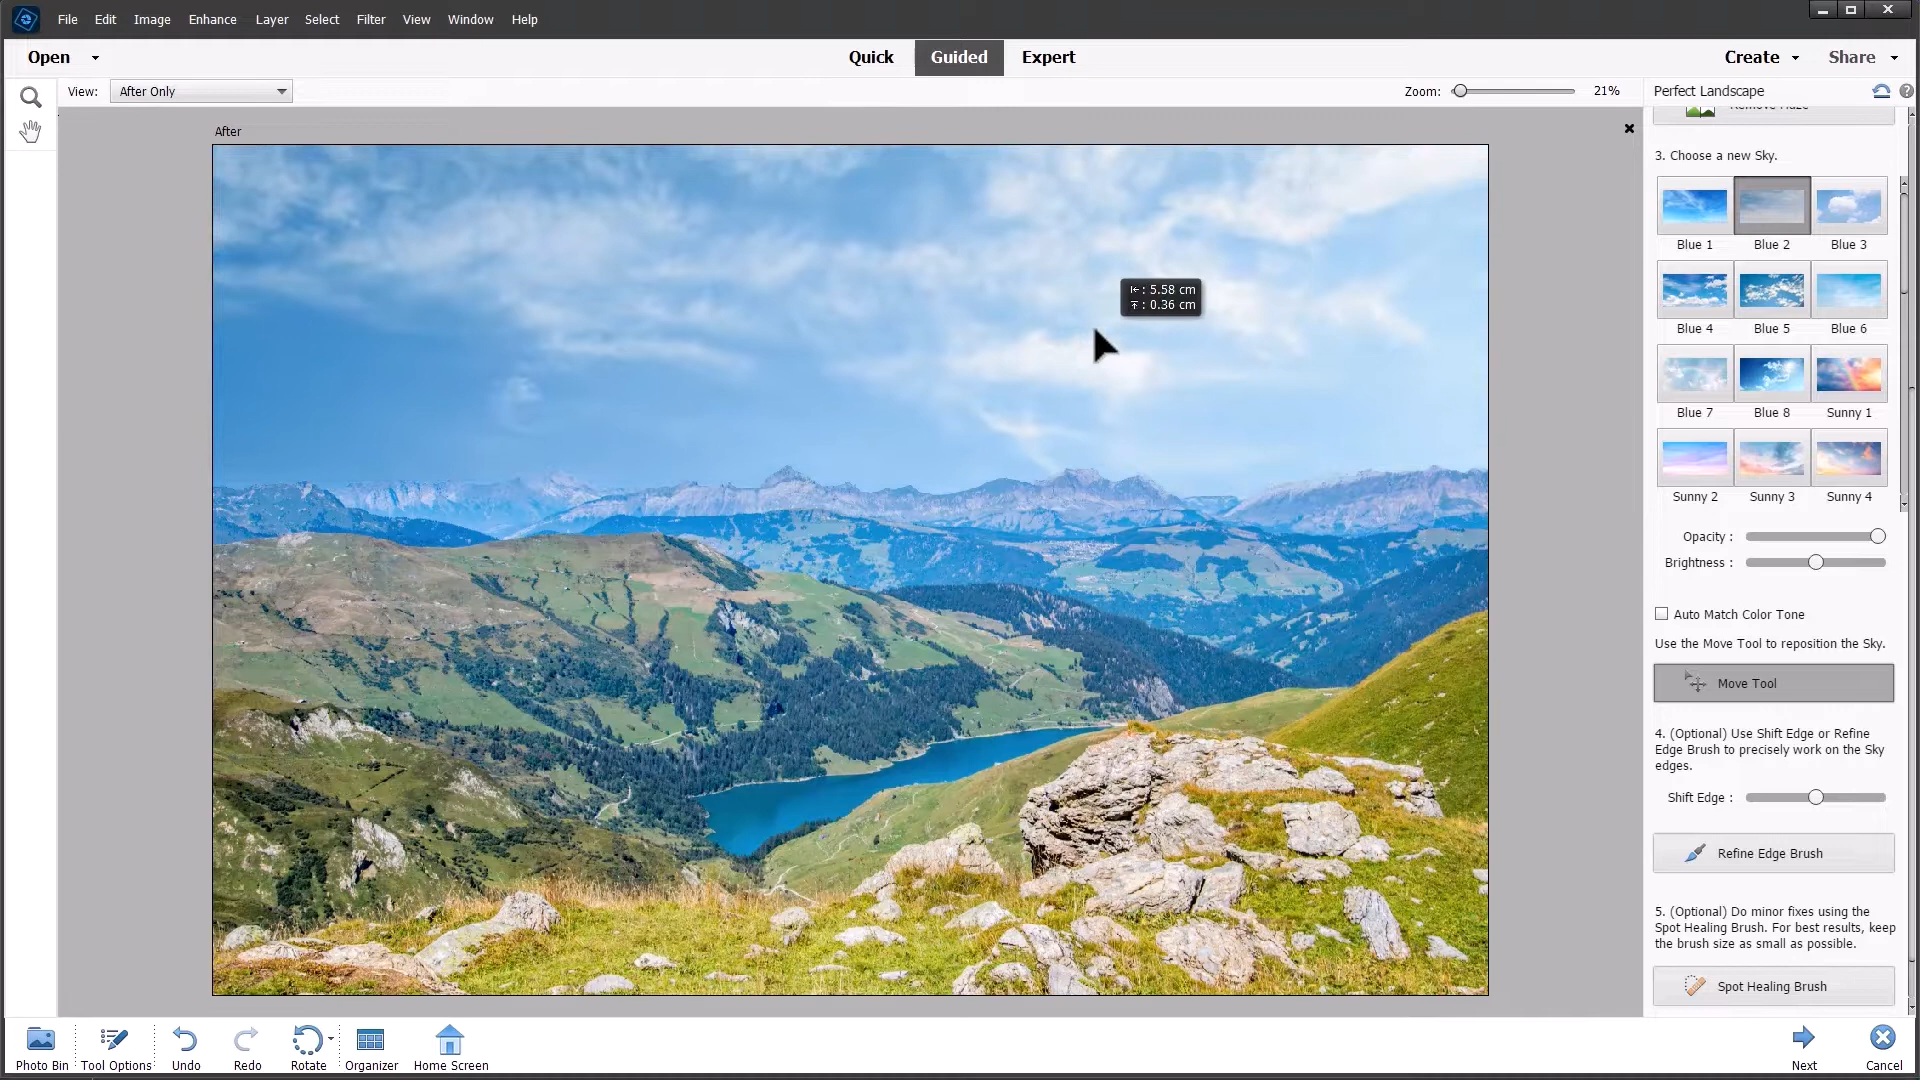 File Edit Image Enhance Layer Select Filter View Window Help
Open Quick Guided Expert Create Share
View: After Only Zoom: 21% Perfect Landscape
After
Remove Haze
3. Choose a new Sky.
Blue 1 Blue 2 Blue 3
: 5.58 cm
: 0.36 cm
Blue 4 Blue 5 Blue 6
Blue 7 Blue 8 Sunny 1
Sunny 2 Sunny 3 Sunny 4
Opacity :
Brightness :
Auto Match Color Tone
Use the Move Tool to reposition the Sky.
Move Tool
4. (Optional) Use Shift Edge or Refine
Edge Brush to precisely work on the Sky
edges.
Shift Edge :
Refine Edge Brush
5. (Optional) Do minor fixes using the
Spot Healing Brush. For best results, keep
the brush size as small as possible.
Spot Healing Brush
Photo Bin Tool Options Undo Redo Rotate Organizer Home Screen Next Cancel